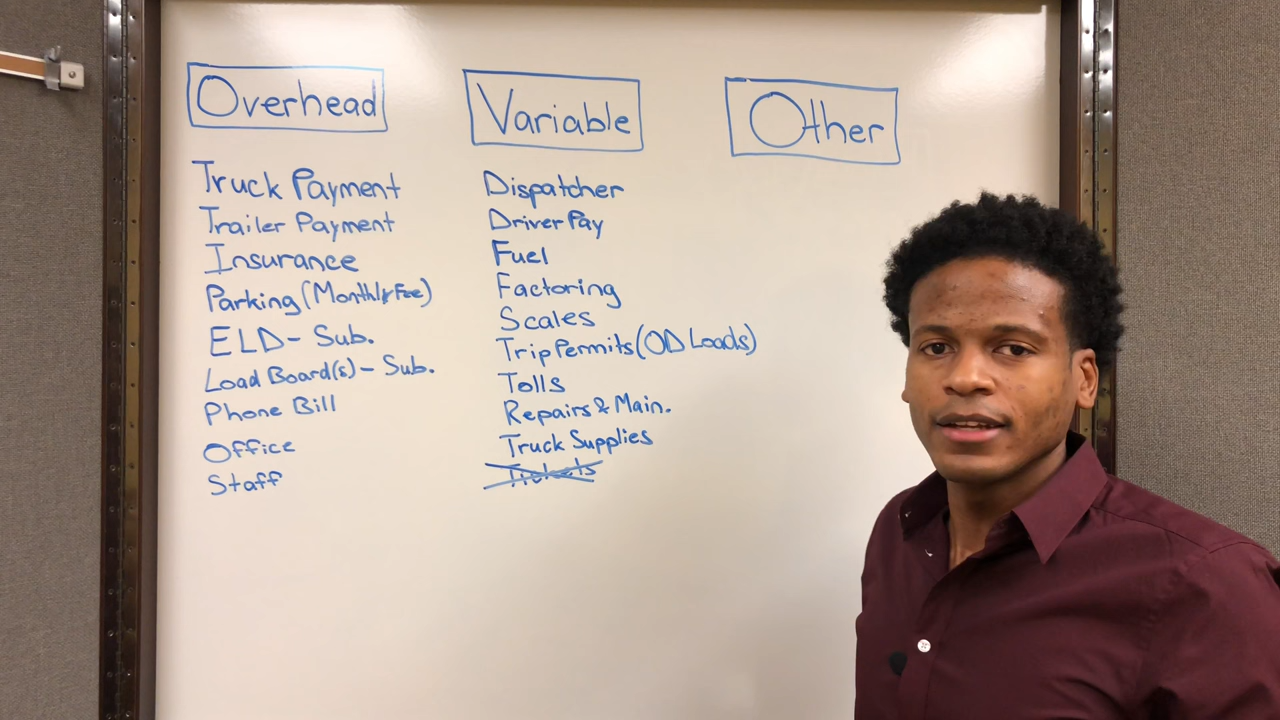 Overhead
Truck Payment
Trailer Payment
Insurance
Parking (Monthly Fee)
ELD - Sub.
Load Board(s) - Sub.
Phone Bill
Office
Staff
Variable
Dispatcher
Driver Pay
Fuel
Factoring
Scales
Trip Permits (OD Loads)
Tolls
Repairs & Main.
Truck Supplies
Tickets
Other